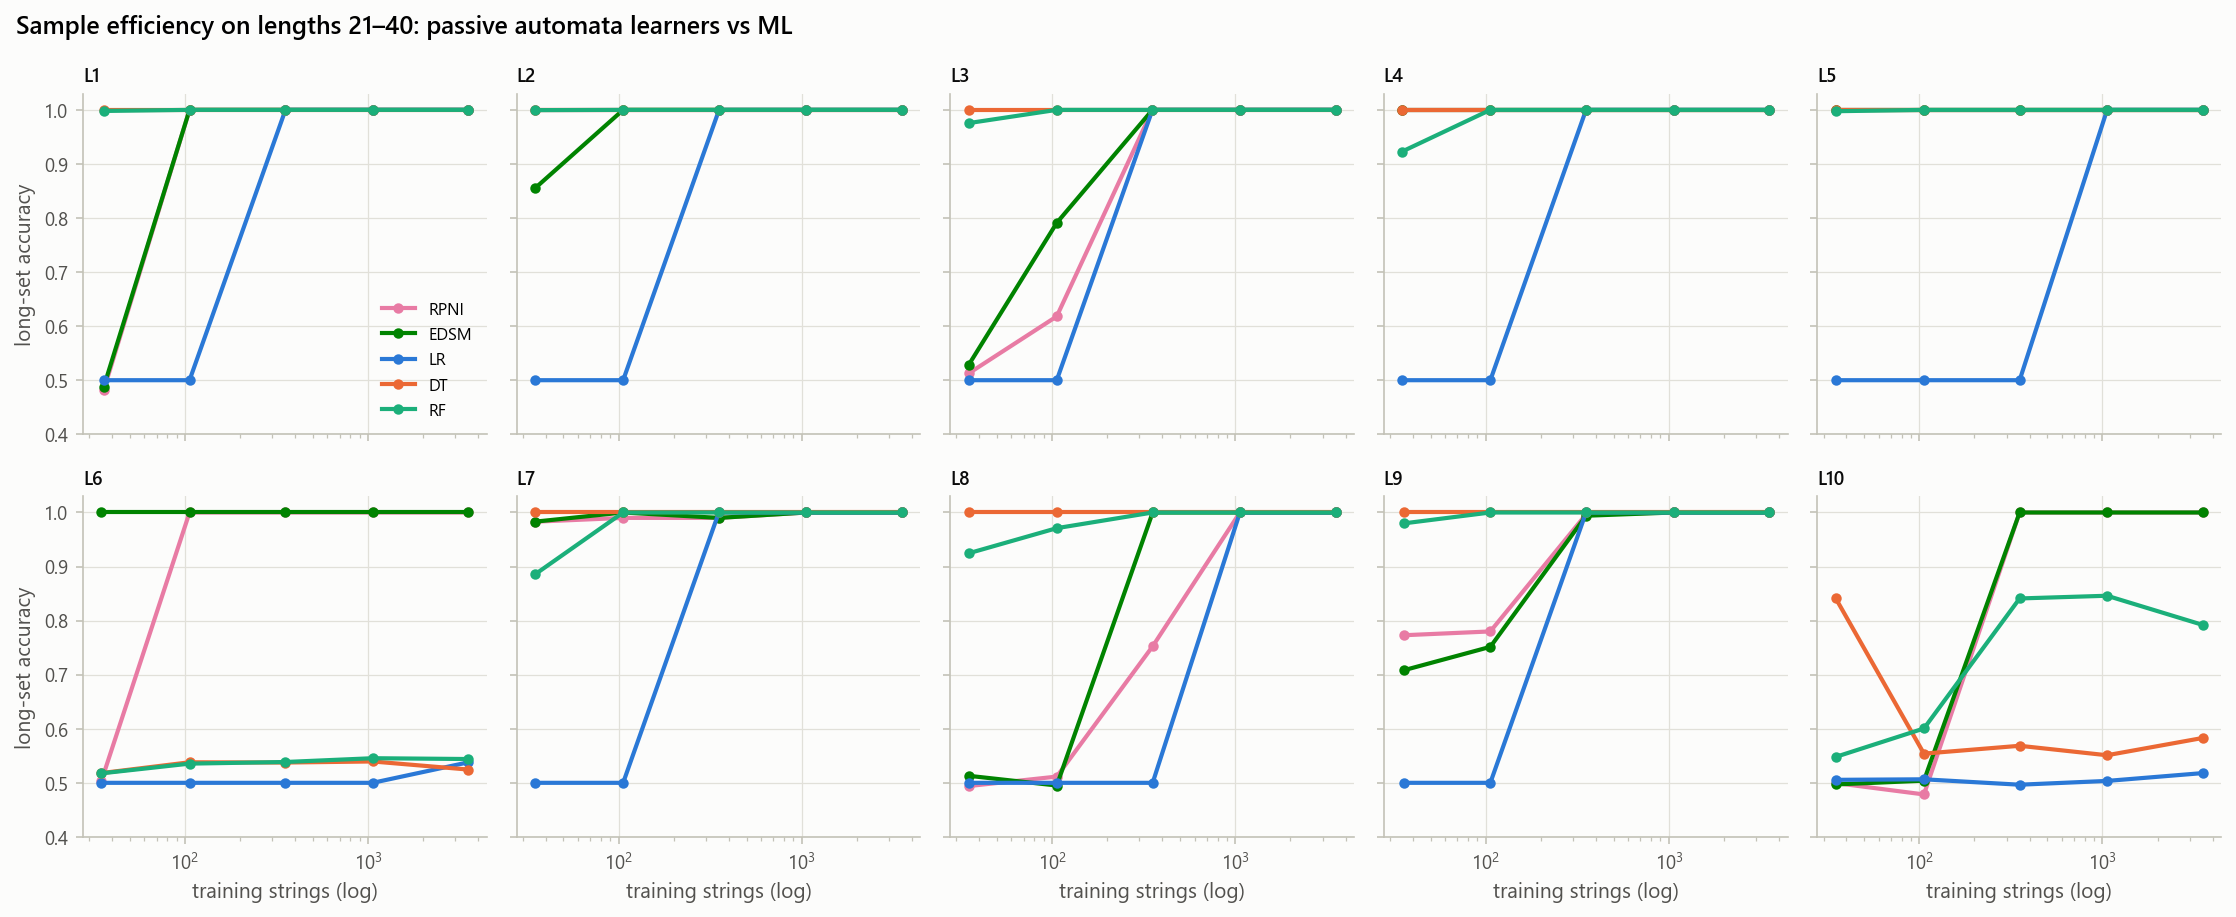 Sample efficiency on lengths 21–40: passive automata learners vs ML
L1
L2
L3
L4
L5
1.0
0.9
0.8
0.7
0.6
0.5
0.4
long-set accuracy
RPNI
EDSM
LR
DT
RF
L6
L7
L8
L9
L10
1.0
0.9
0.8
0.7
0.6
0.5
0.4
long-set accuracy
10² 10³
10² 10³
10² 10³
10² 10³
10² 10³
training strings (log)
training strings (log)
training strings (log)
training strings (log)
training strings (log)